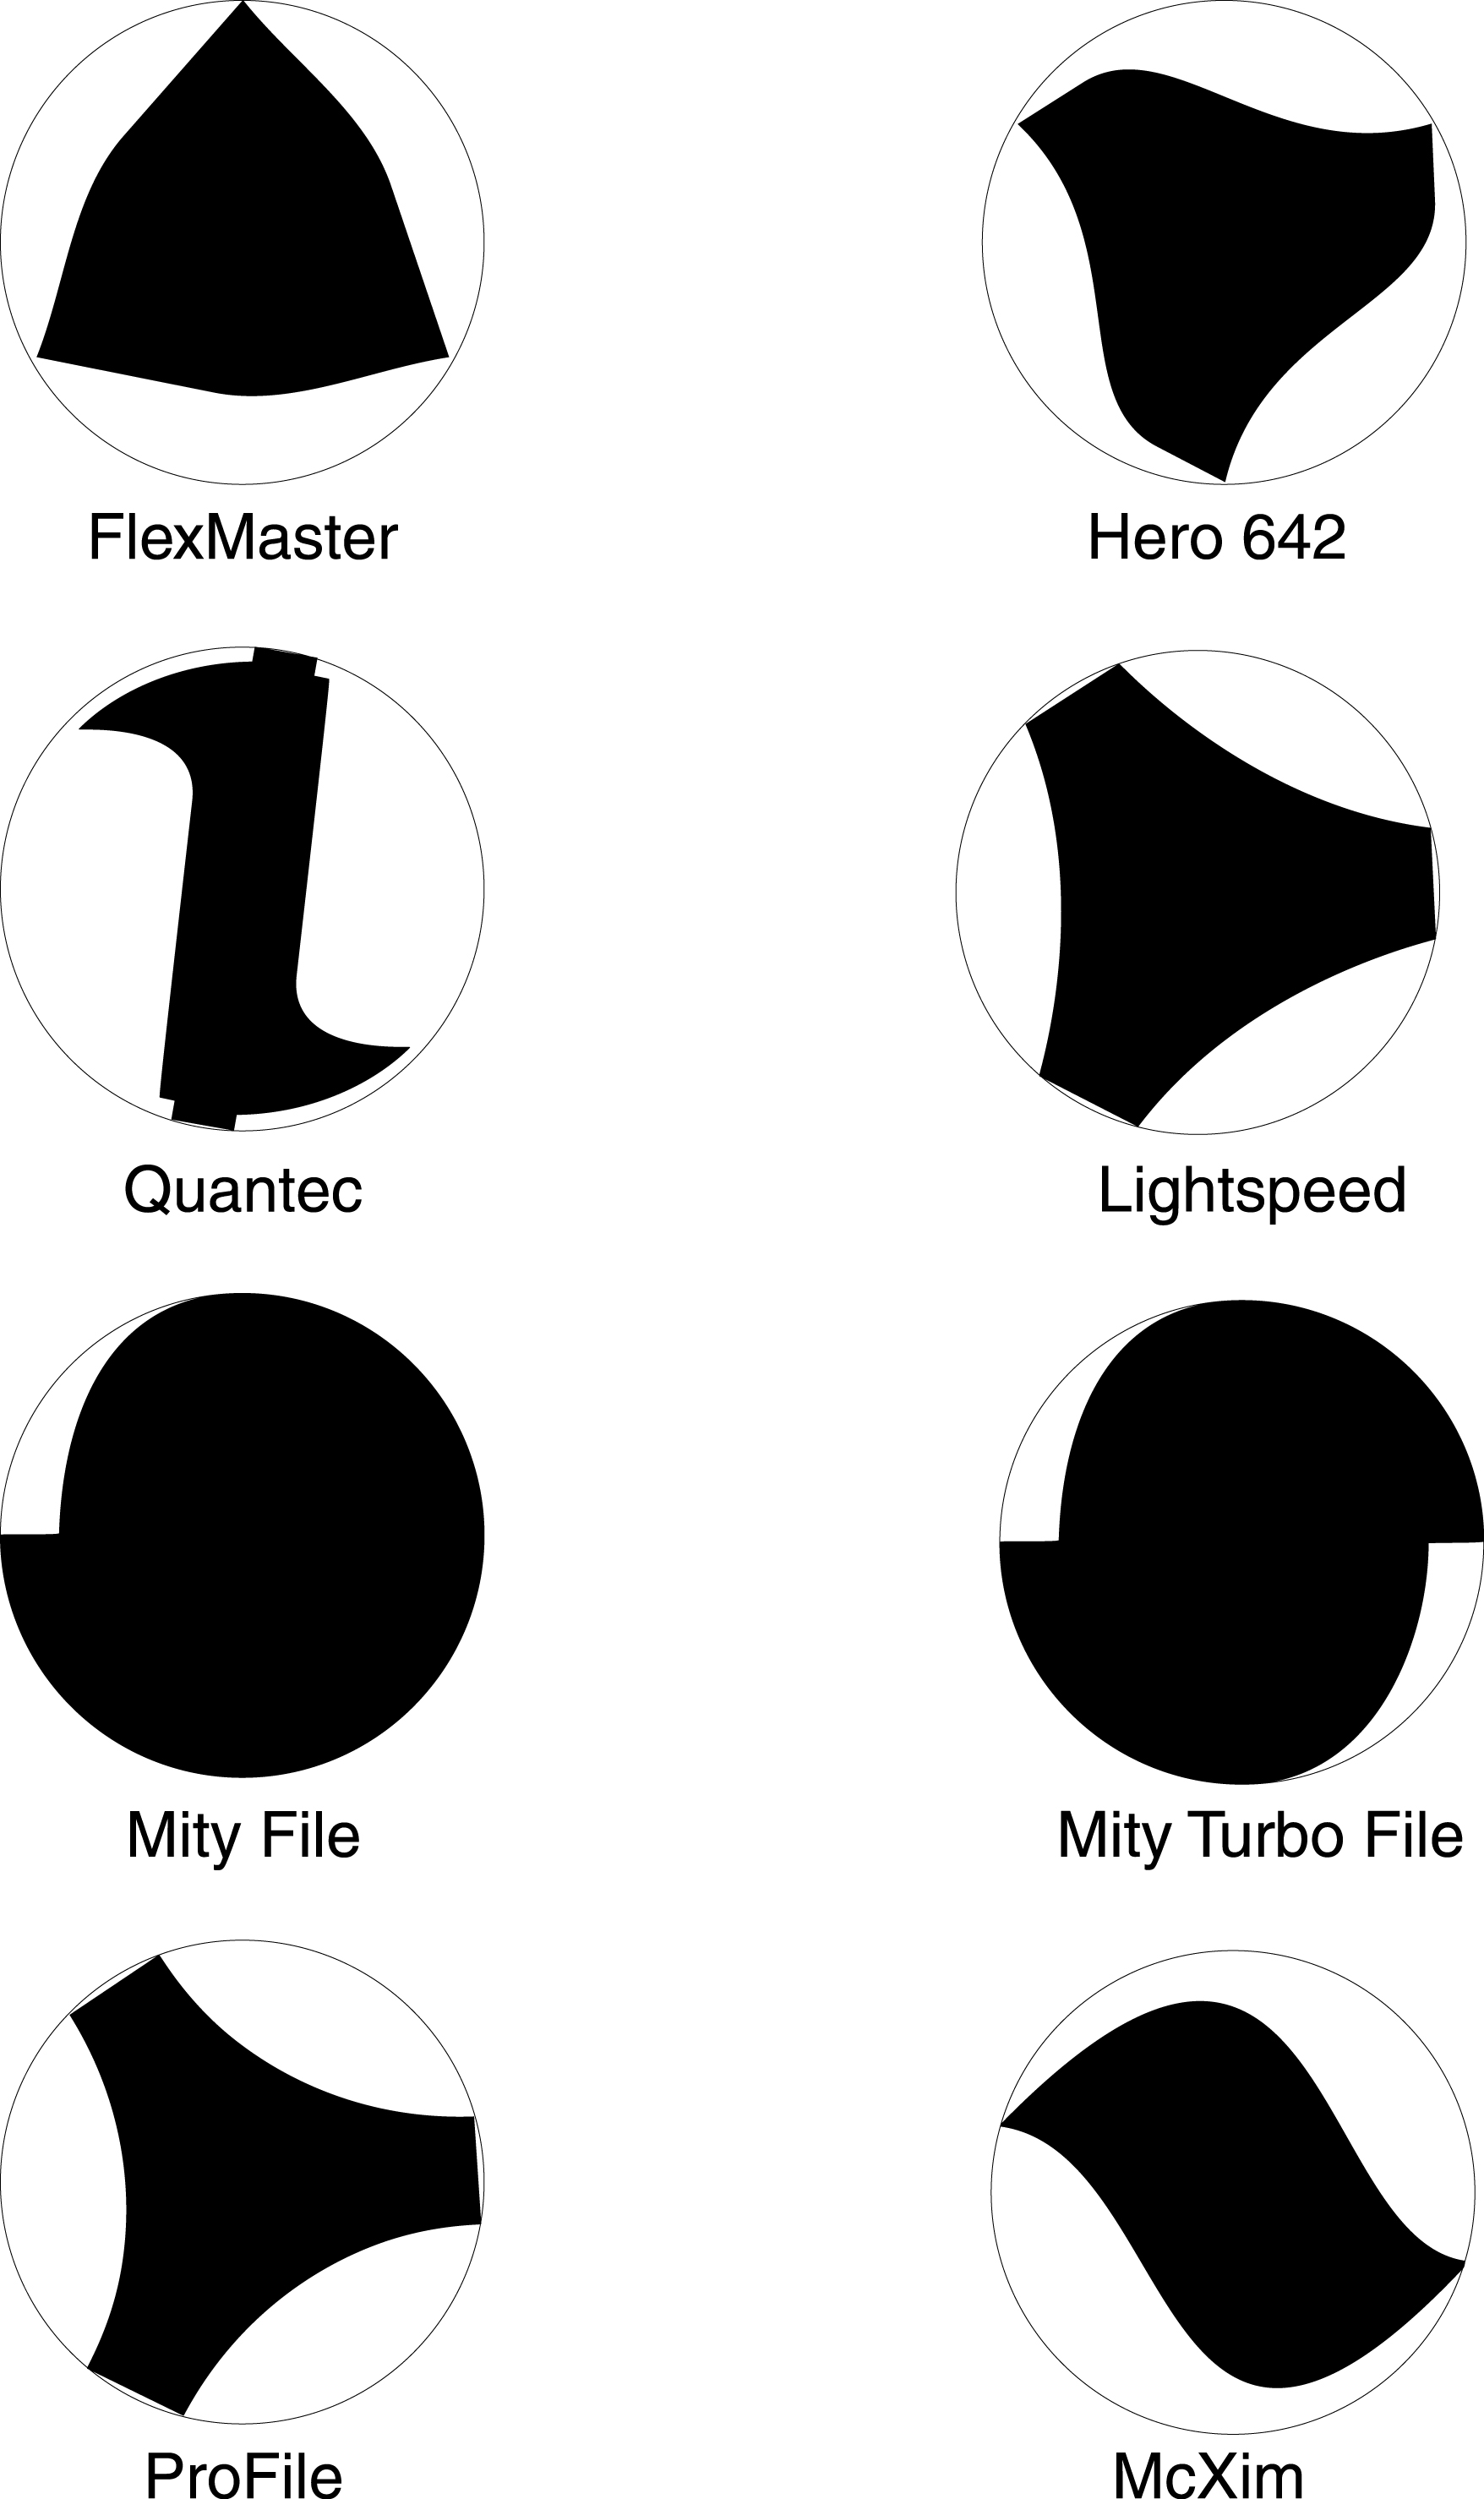 FlexMaster
Hero 642
Quantec
Lightspeed
Mity File
Mity Turbo File
ProFile
McXim